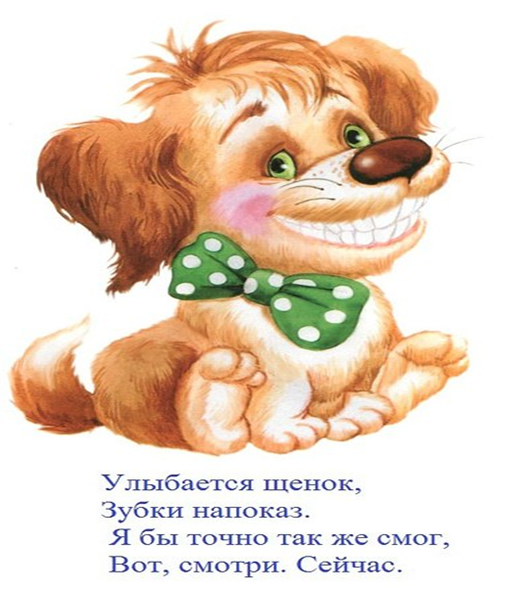 Улыбается щенок,
Зубки напоказ.
Я бы точно так же смог,
Вот, смотри. Сейчас.